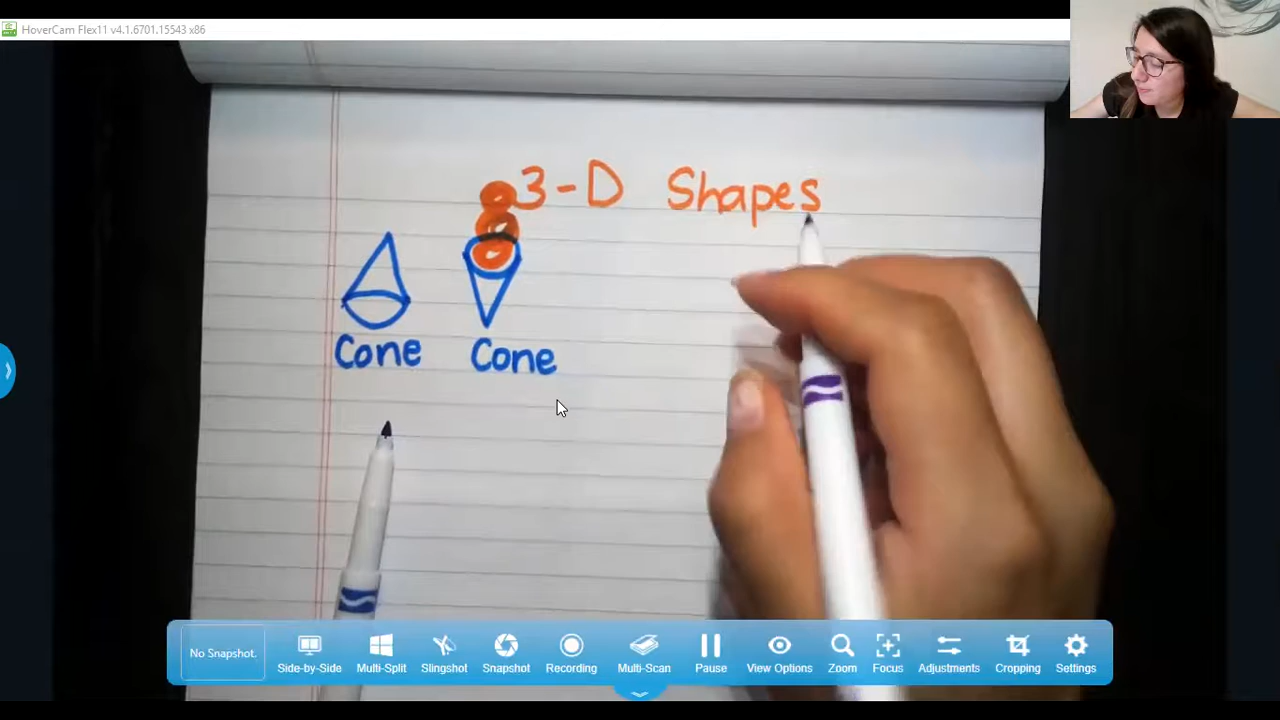 HoverCam Flex11 v4.1.6701,15543 x86
3-D Shapes
Cone Cone
No Snapshot.
Side-by-Side Multi-Split Slingshot Snapshot Recording Multi-Scan Pause View Options Zoom Focus Adjustments Cropping Settings